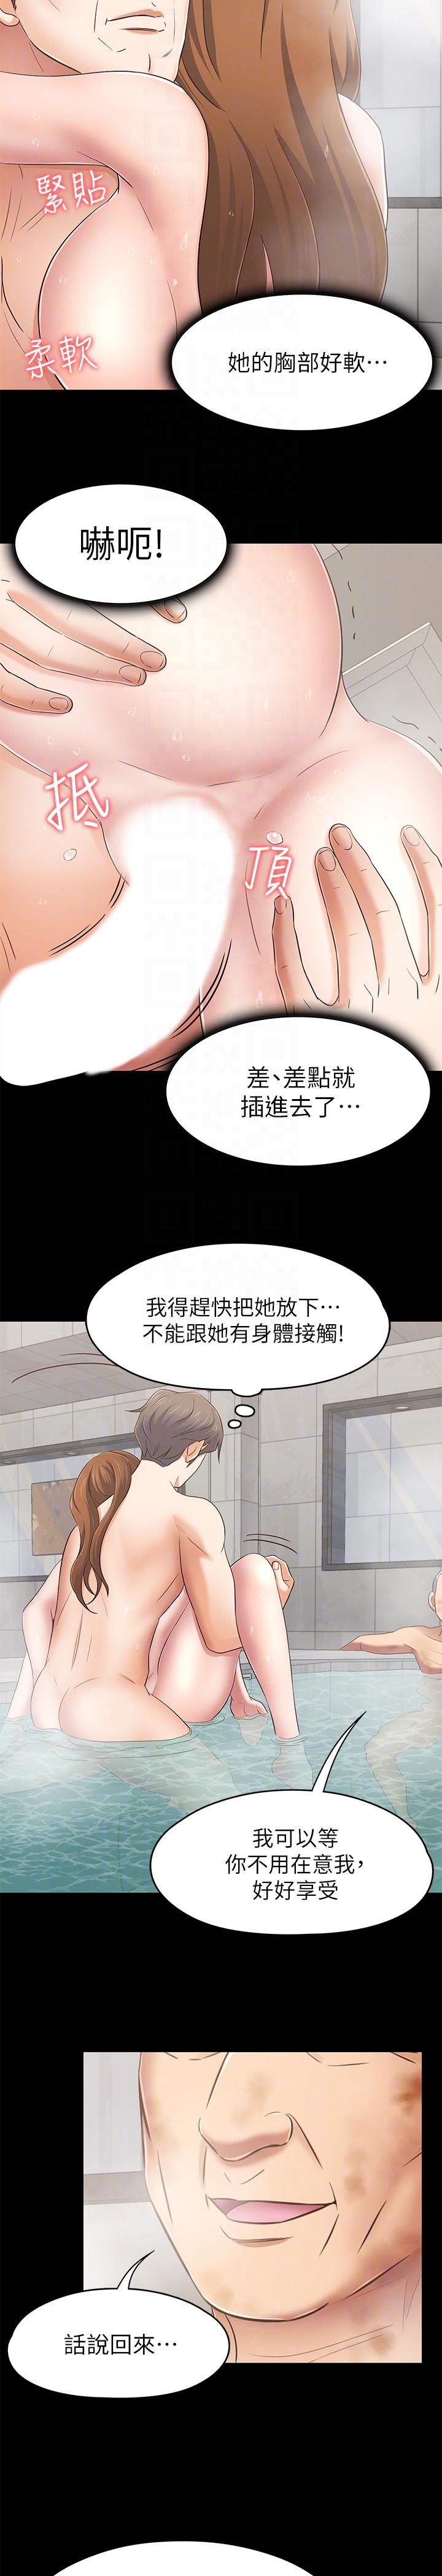 緊貼
柔軟
她的胸部好軟…
嚇呃!
抵
頂
差、差點就
插進去了…
我得趕快把她放下…
不能跟她有身體接觸!
我可以等
你不用在意我,
好好享受
話說回來…